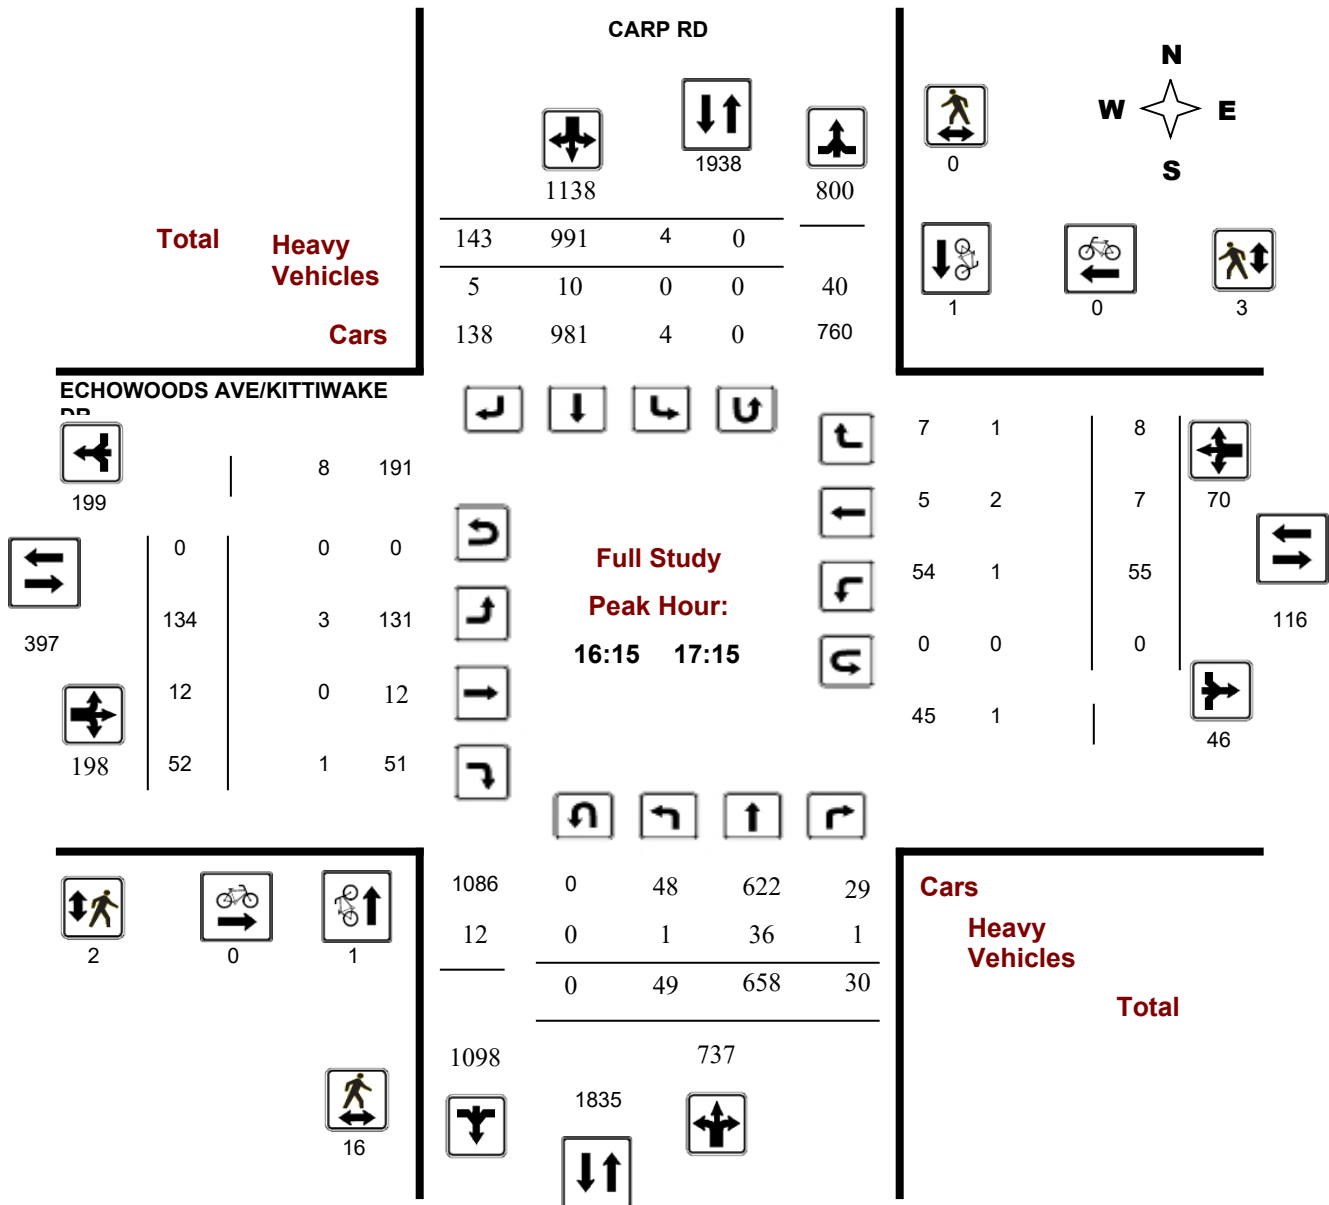 CARP RD
N
W E
S
1138 1938 800 0
Total Heavy Vehicles
143 991 4 0
5 10 0 0 40
1 0 3
Cars 138 981 4 0 760
ECHOWOODS AVE/KITTIWAKE
7 1 8
8 191
199
5 2 7 70
0 0 0
Full Study
54 1 55
Peak Hour:
134 3 131
116
397
16:15 17:15
0 0 0
12 0 12
45 1
46
198 52 1 51
1086 0 48 622 29
Cars
12 0 1 36 1
Heavy
Vehicles
2 0 1
0 49 658 30
Total
1098 737
1835
16